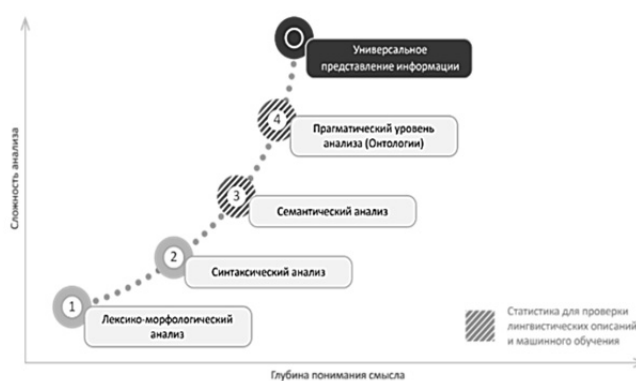 Универсальное
представление информации
4
Прагматический уровень
анализа (Онтологии)
3
Семантический анализ
2
Синтаксический анализ
1
Лексико-морфологический
анализ
Сложность анализа
Глубина понимания смысла
Статистика для проверки
лингвистических описаний
и машинного обучения